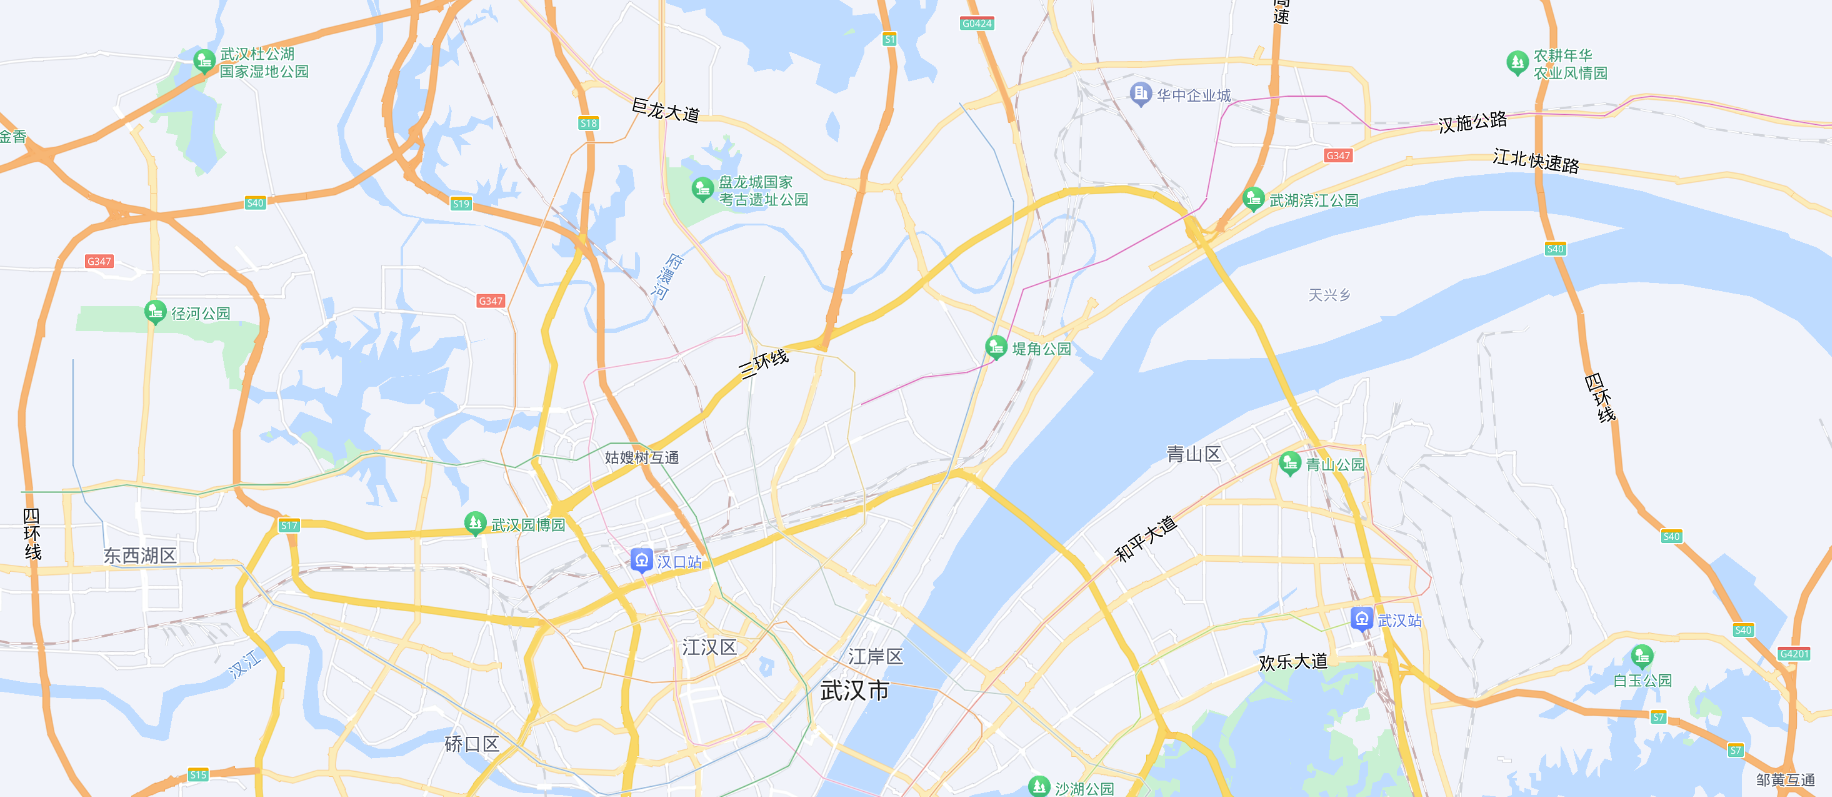 高速
G0424
S1
武汉杜公湖
国家湿地公园
农耕年华
农业风情园
华中企业城
巨龙大道
S18
汉施公路
金香
G347
江北快速路
盘龙城国家
考古遗址公园
S40
S19
武湖滨江公园
S40
G347
府澴河
G347
天兴乡
径河公园
堤角公园
三环线
四环线
姑嫂树互通
青山区
青山公园
四环线
S17
武汉园博园
和平大道
S40
东西湖区
汉口站
武汉站
S40
江汉区
江岸区
汉江
欢乐大道
G4201
武汉市
白玉公园
S7
硚口区
S7
S15
沙湖公园
邹黄互通